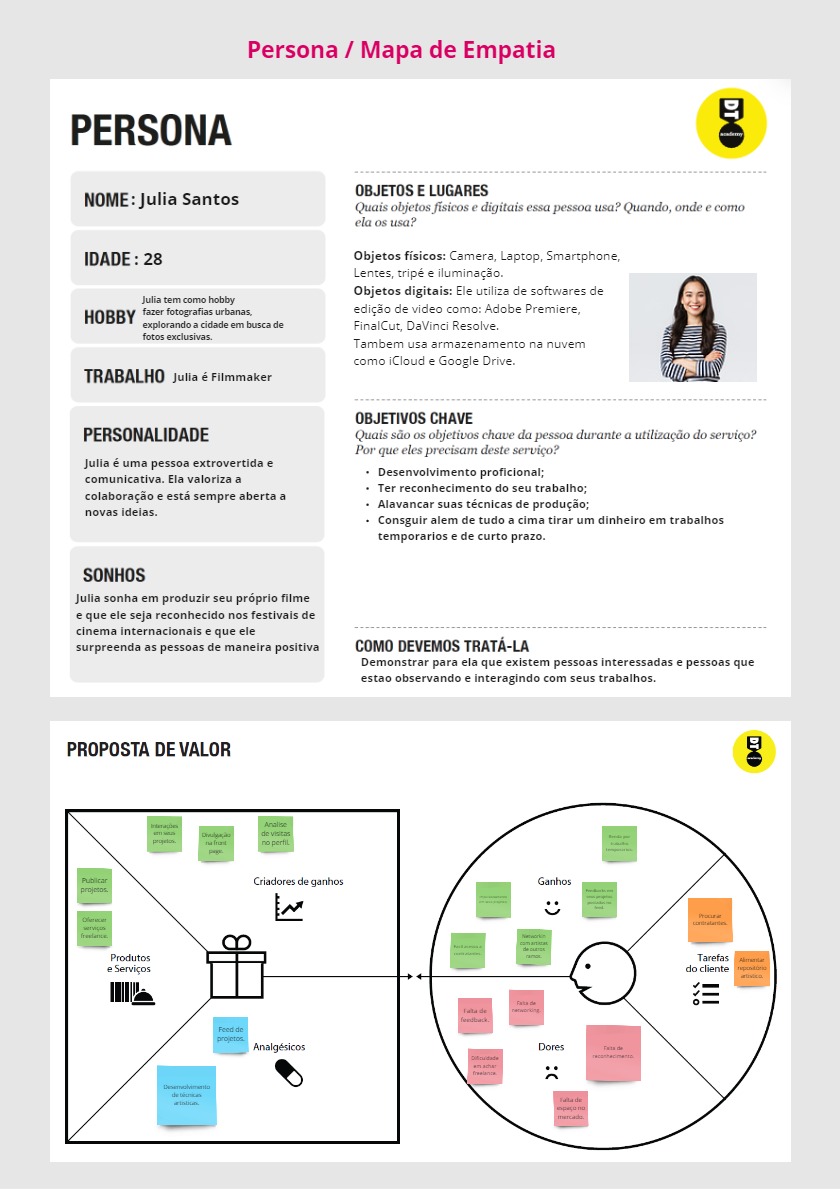 Persona / Mapa de Empatia
PERSONA
DT
academy
NOME : Julia Santos
IDADE : 28
HOBBY
Julia tem como hobby
fazer fotografias urbanas,
explorando a cidade em busca de
fotos exclusivas.
TRABALHO Julia é Filmmaker
PERSONALIDADE
Julia é uma pessoa extrovertida e
comunicativa. Ela valoriza a
colaboração e está sempre aberta a
novas ideias.
SONHOS
Julia sonha em produzir seu próprio filme
e que ele seja reconhecido nos festivais de
cinema internacionais e que ele
surpreenda as pessoas de maneira positiva
OBJETOS E LUGARES
Quais objetos físicos e digitais essa pessoa usa? Quando, onde e como
ela os usa?
Objetos físicos: Camera, Laptop, Smartphone,
Lentes, tripé e iluminação.
Objetos digitais: Ele utiliza de softwares de
edição de video como: Adobe Premiere,
FinalCut, DaVinci Resolve.
Tambem usa armazenamento na nuvem
como iCloud e Google Drive.
OBJETIVOS CHAVE
Quais são os objetivos chave da pessoa durante a utilização do serviço?
Por que eles precisam deste serviço?
• Desenvolvimento proficional;
• Ter reconhecimento do seu trabalho;
• Alavancar suas técnicas de produção;
• Consguir alem de tudo a cima tirar um dinheiro em trabalhos
temporarios e de curto prazo.
COMO DEVEMOS TRATÁ-LA
Demonstrar para ela que existem pessoas interessadas e pessoas que
estao observando e interagindo com seus trabalhos.
PROPOSTA DE VALOR
DT
academy
Interações
em seus
projetos.
Divulgação
na front
page.
Analise
de visitas
no perfil.
Publicar
projetos.
Oferecer
serviços
freelance.
Criadores de ganhos
Produtos
e Serviços
Feed de
projetos.
Analgésicos
Desenvolvimento
de técnicas
artísticas.
Ganhos
Feedbacks em
seus projetos
postados no
feed.
Networkin
com artistas
de outros
ramos.
Procurar
contratantes.
Tarefas
do cliente
Alimentar
repositório
artístico.
Falta de
feedback.
Falta de
networking.
Dificuldade
em achar
freelance.
Dores
Falta de
reconhecimento.
Falta de
espaço no
mercado.